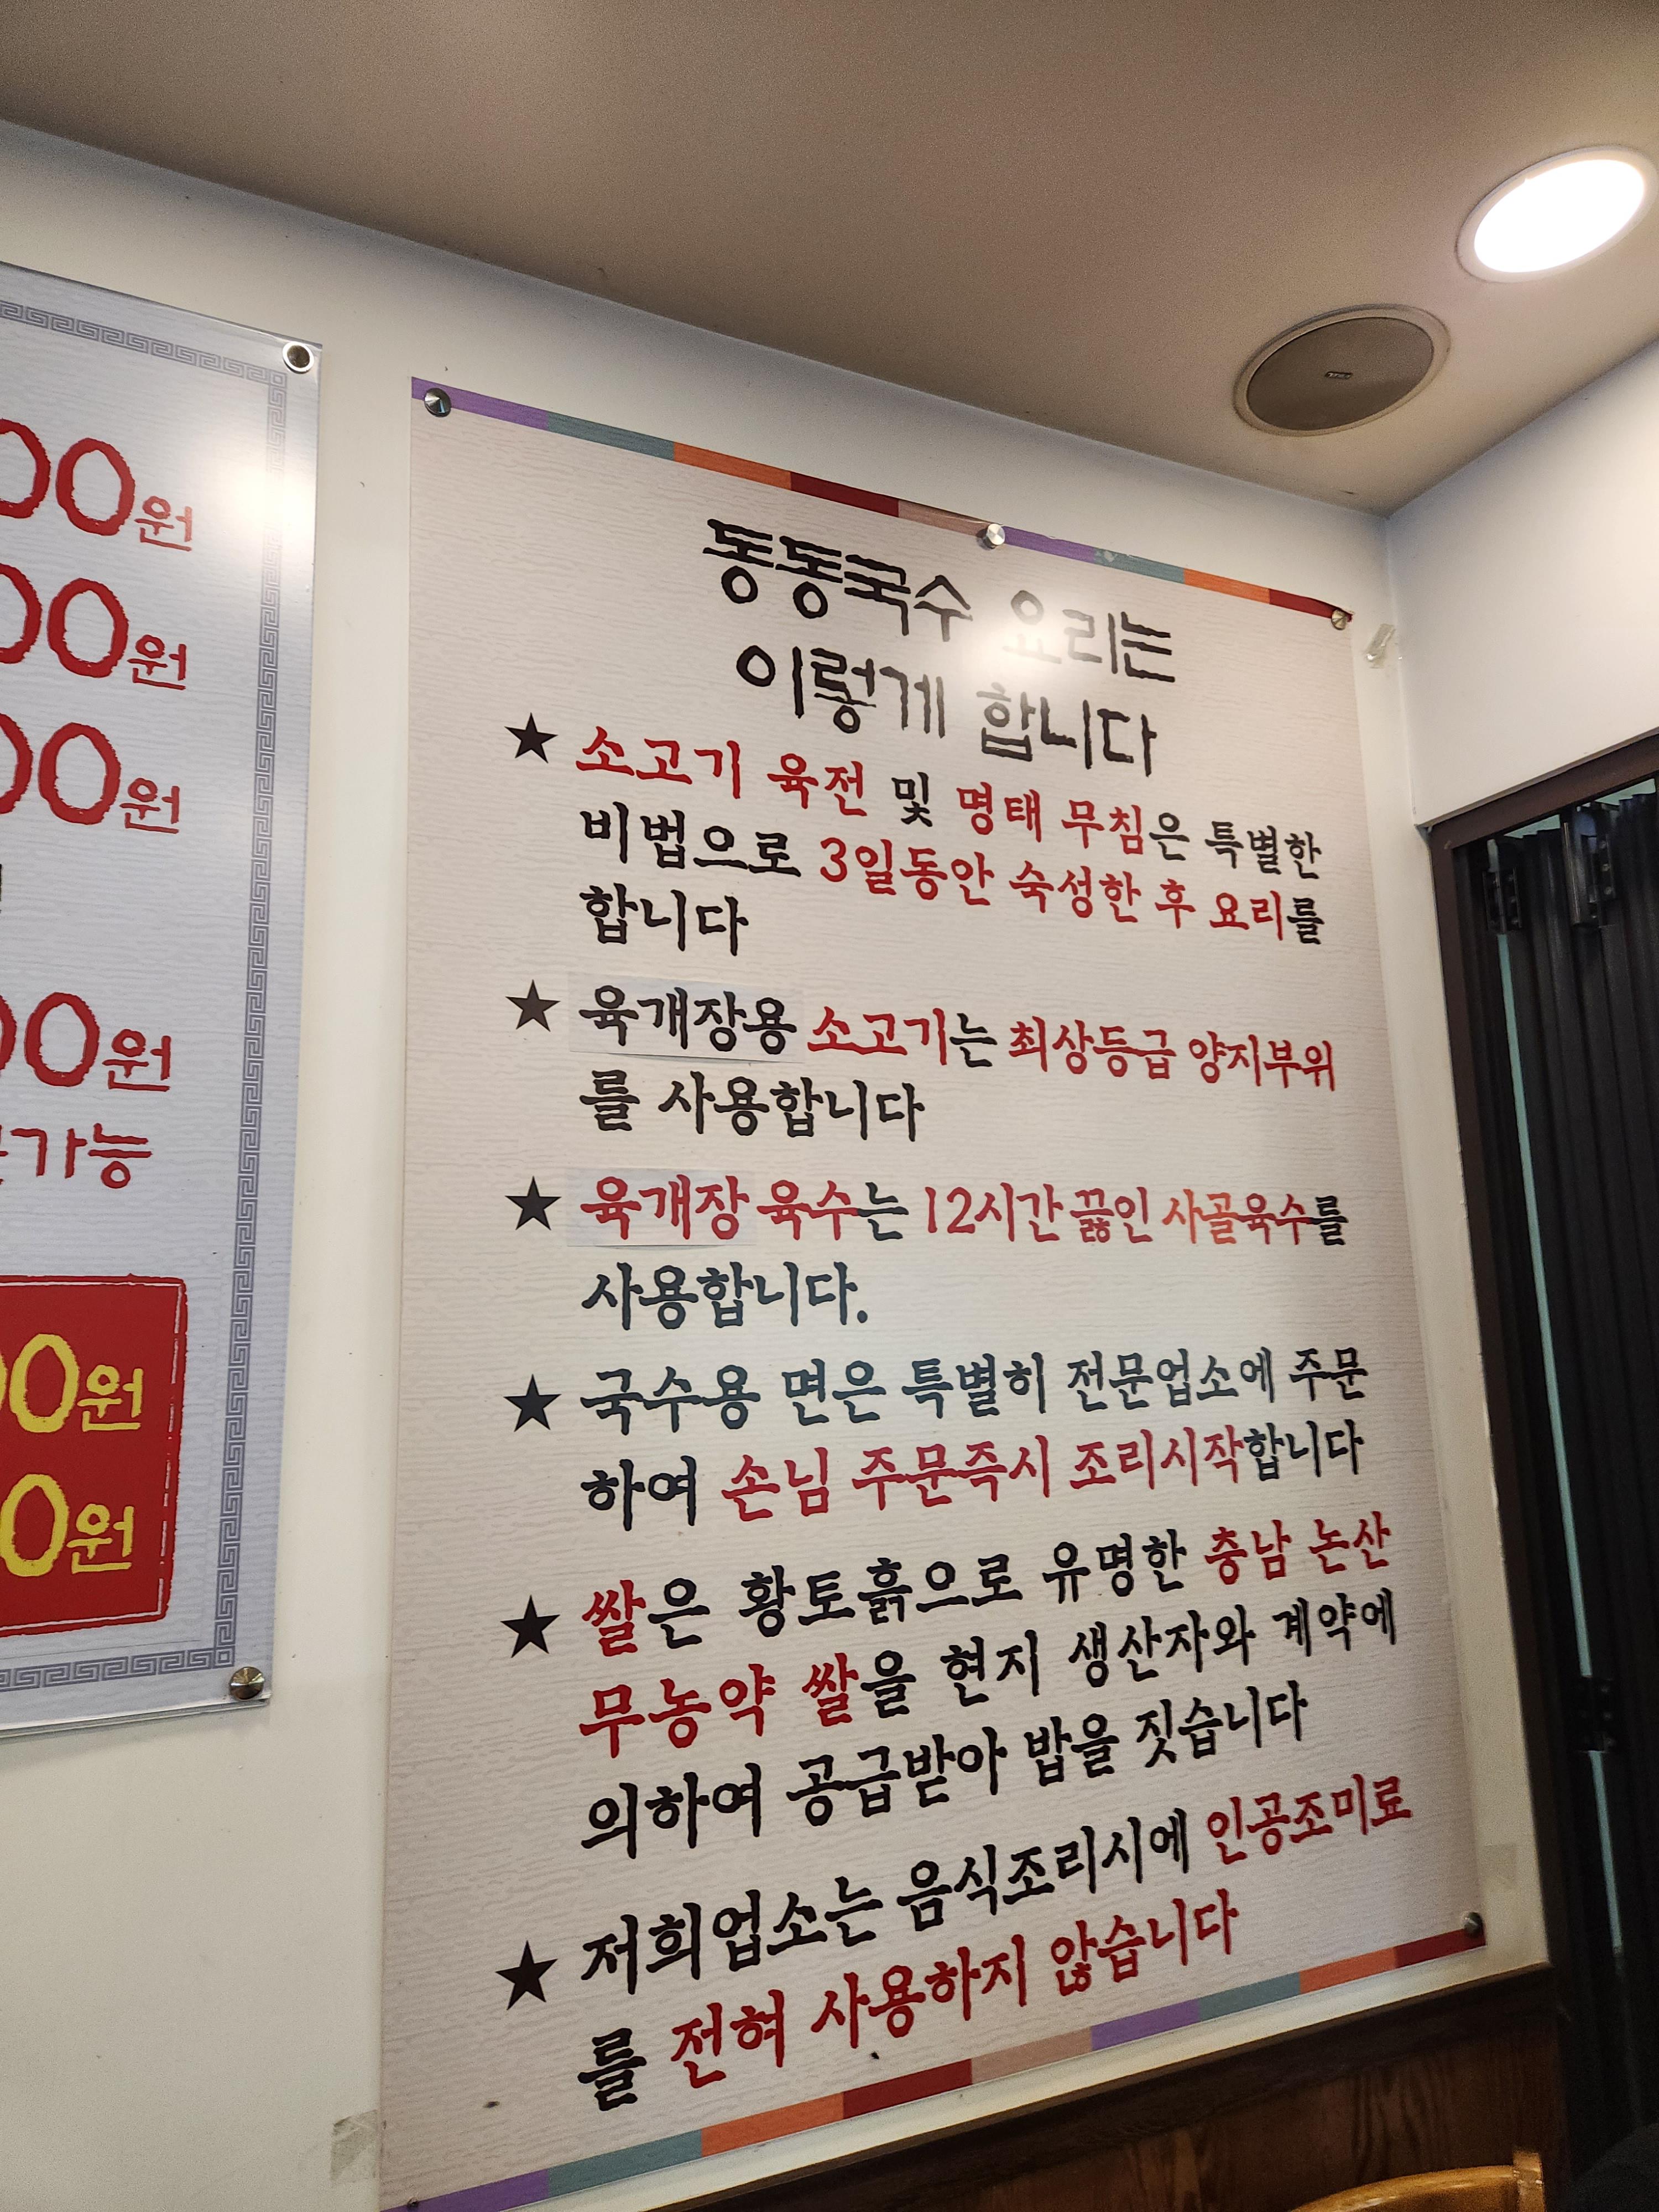 00원
00원
00원
00원
가능
00원
0원
동동국수 요리는
이렇게 합니다
★ 소고기 육전 및 명태 무침은 특별한
비법으로 3일동안 숙성한 후 요리를
합니다
★ 육개장용 소고기는 최상등급 양지부위
를 사용합니다
★ 육개장 육수는 12시간 끓인 사골육수를
사용합니다.
★ 국수용 면은 특별히 전문업소에 주문
하여 손님 주문즉시 조리시작합니다
★ 쌀은 황토흙으로 유명한 충남 논산
무농약 쌀을 현지 생산자와 계약에
의하여 공급받아 밥을 짓습니다
★ 저희업소는 음식조리시에 인공조미료
를 전혀 사용하지 않습니다